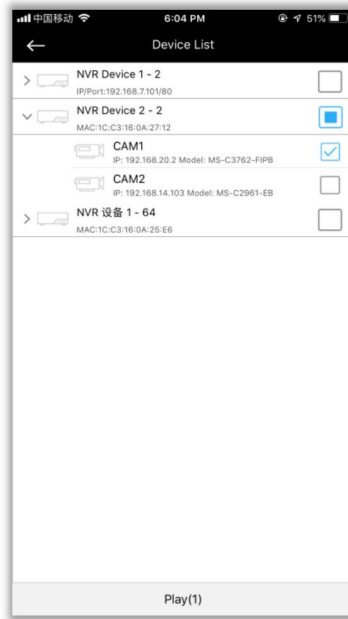 中国移动 6:04 PM 51%
Device List
NVR Device 1 - 2
IP/Port:192.168.7.101/80
NVR Device 2 - 2
MAC:1C:C3:16:0A:27:12
CAM1
IP: 192.168.20.2 Model: MS-C3762-FIPB
CAM2
IP: 192.168.14.103 Model: MS-C2961-EB
NVR 设备 1 - 64
MAC:1C:C3:16:0A:25:E6
Play(1)